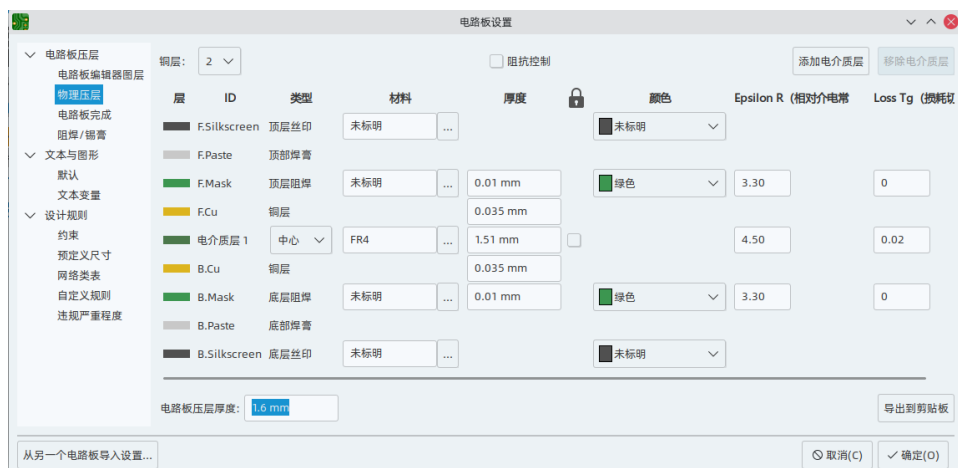 电路板设置
电路板压层
电路板编辑器图层
物理压层
电路板完成
阻焊/锡膏
文本与图形
默认
文本变量
设计规则
约束
预定义尺寸
网络类表
自定义规则
违规严重程度
铜层: 2 阻抗控制 添加电介质层 移除电介质层
层 ID 类型 材料 厚度 颜色 Epsilon R (相对介电常 Loss Tg (损耗切
F.Silkscreen 顶层丝印 未标明 ... 未标明
F.Paste 顶部焊膏
F.Mask 顶层阻焊 未标明 ... 0.01 mm 绿色 3.30 0
F.Cu 铜层 0.035 mm
电介质层 1 中心 FR4 ... 1.51 mm 4.50 0.02
B.Cu 铜层 0.035 mm
B.Mask 底层阻焊 未标明 ... 0.01 mm 绿色 3.30 0
B.Paste 底部焊膏
B.Silkscreen 底层丝印 未标明 ... 未标明
电路板压层厚度: 1.6 mm 导出到剪贴板
从另一个电路板导入设置... 取消(C) 确定(O)